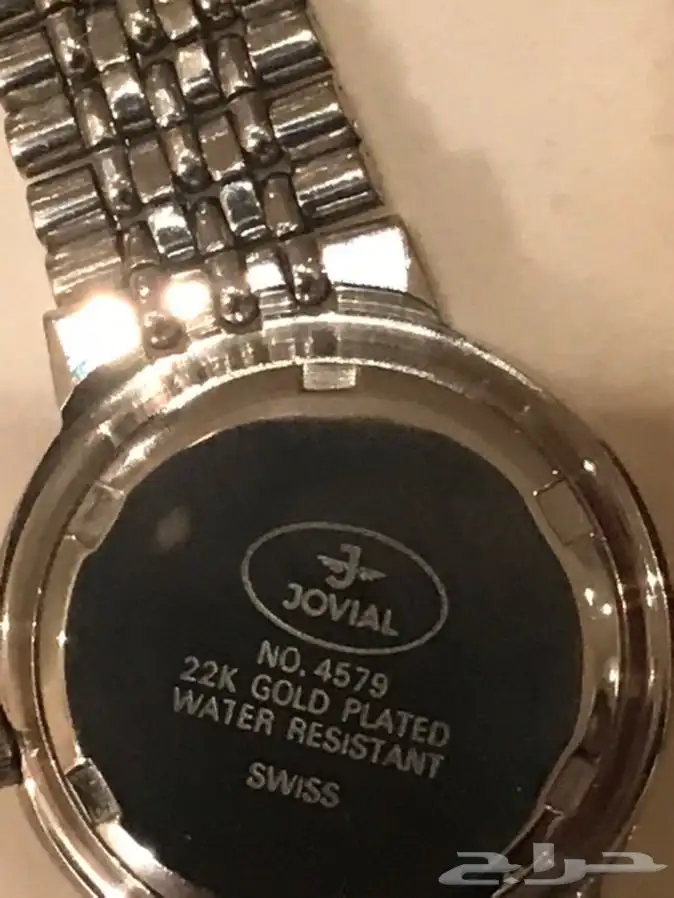 J
JOVIAL
NO. 4579
22K GOLD PLATED
WATER RESISTANT
SWISS
حراج